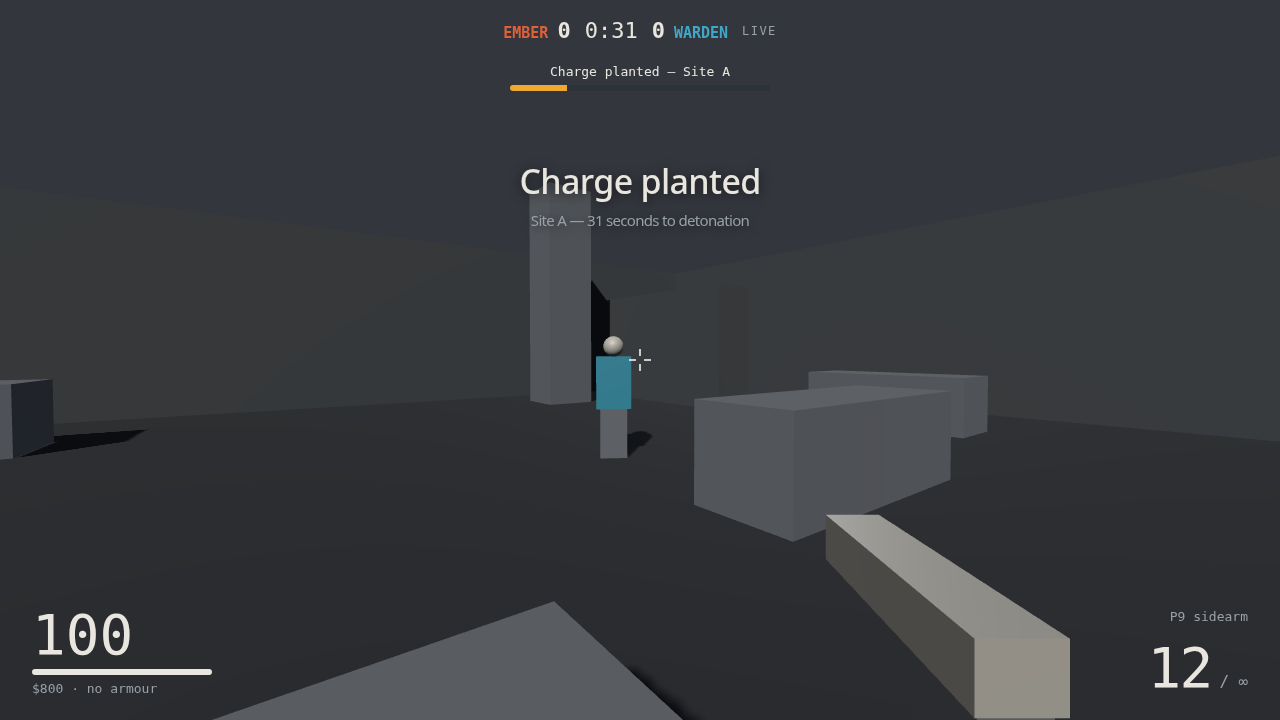 EMBER 0 0:31 0 WARDEN LIVE
Charge planted — Site A
Charge planted
Site A — 31 seconds to detonation
100
$800 · no armour
P9 sidearm
12 / ∞